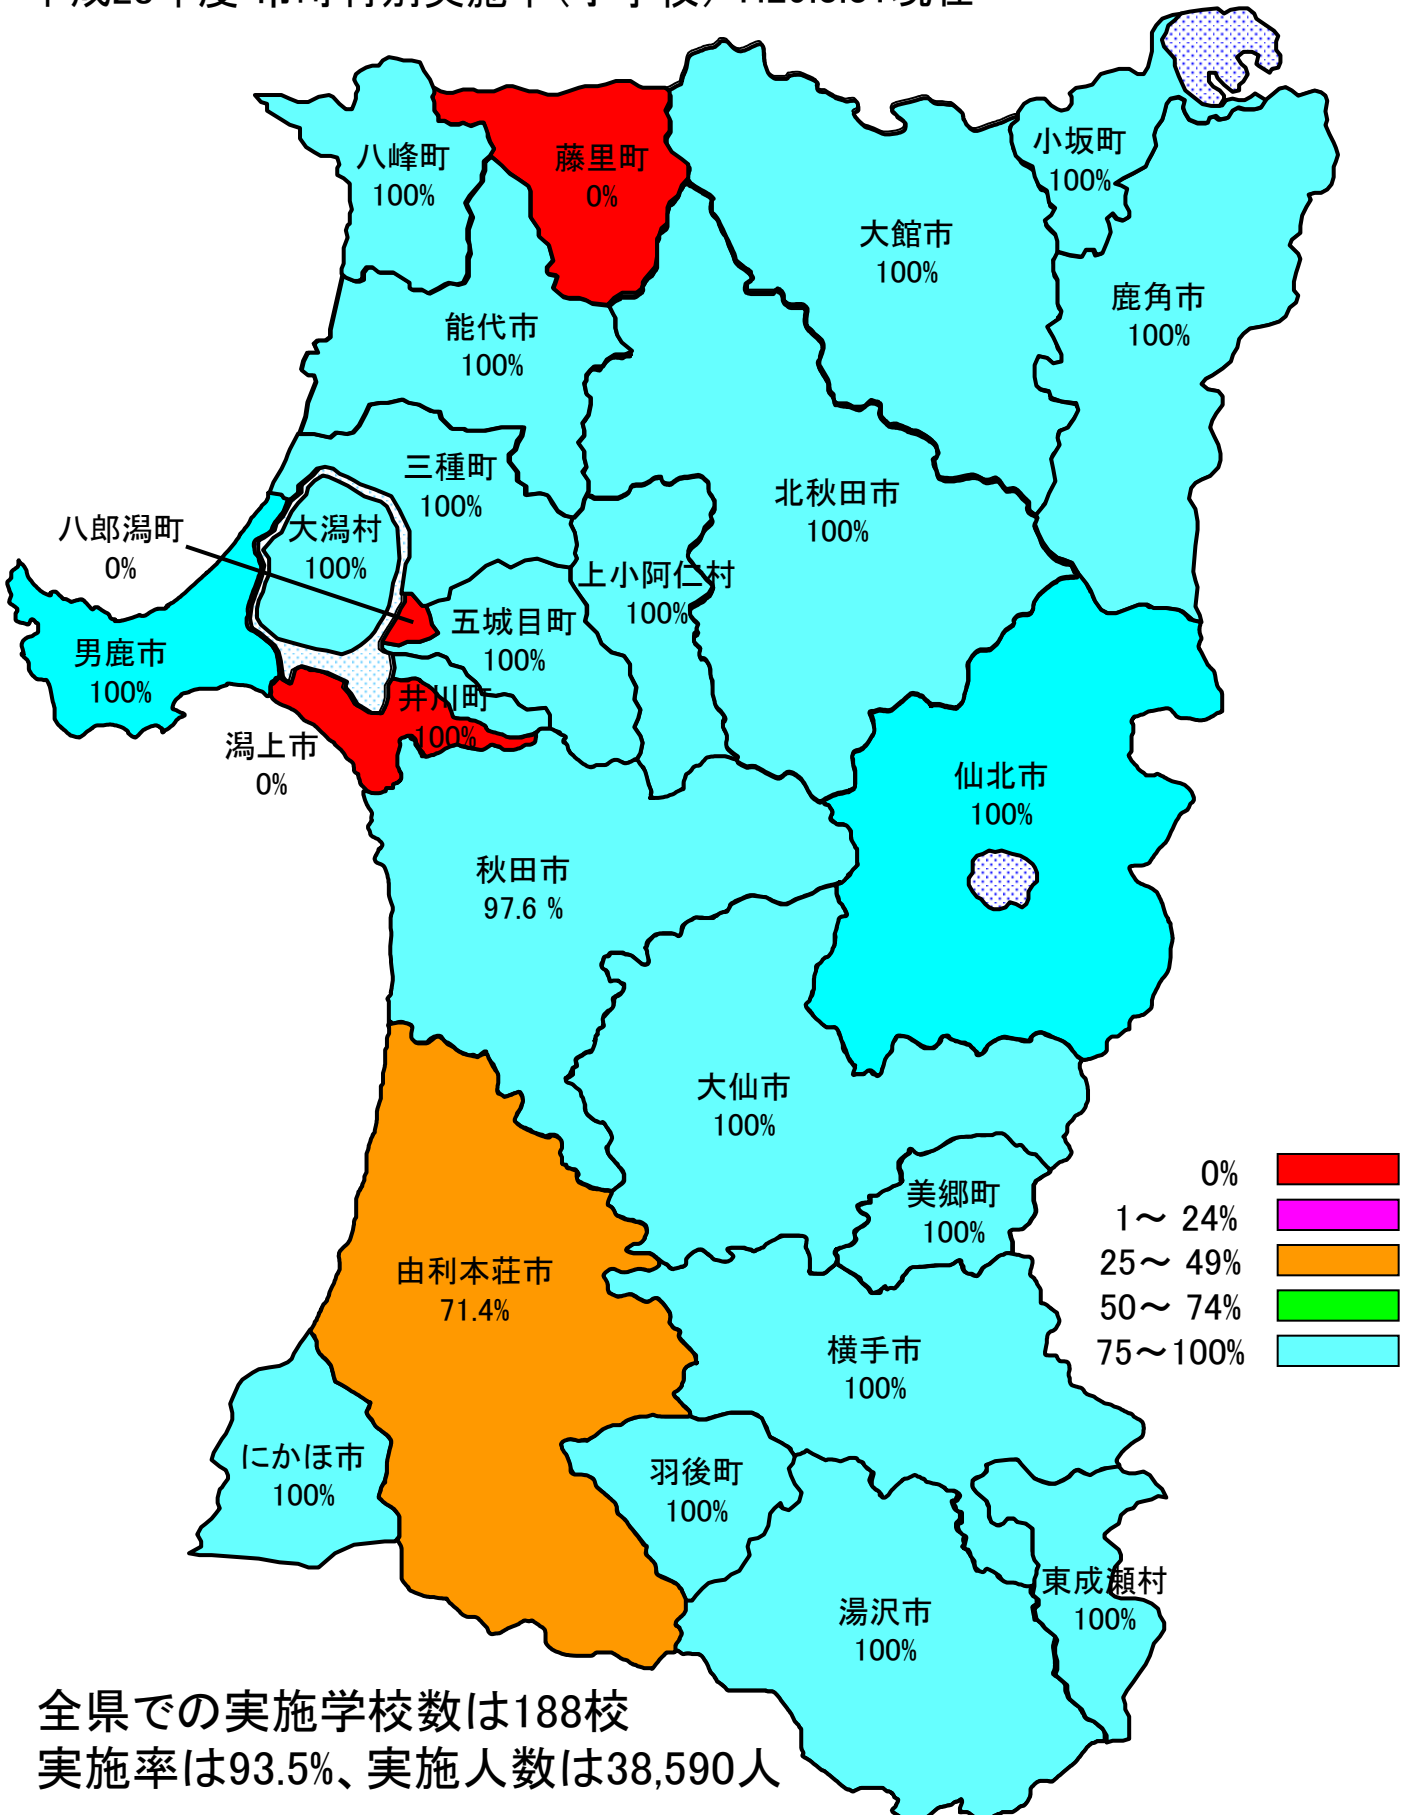 八峰町
100%
藤里町
0%
小坂町
100%
大館市
100%
鹿角市
100%
能代市
100%
三種町
100%
北秋田市
100%
八郎潟町
0%
大潟村
100%
上小阿仁村
100%
五城目町
100%
男鹿市
100%
井川町
100%
潟上市
0%
仙北市
100%
秋田市
97.6 %
大仙市
100%
美郷町
100%
0%
1～ 24%
25～ 49%
50～ 74%
75～100%
由利本荘市
71.4%
横手市
100%
にかほ市
100%
羽後町
100%
東成瀬村
100%
湯沢市
100%
全県での実施学校数は188校
実施率は93.5%、実施人数は38,590人